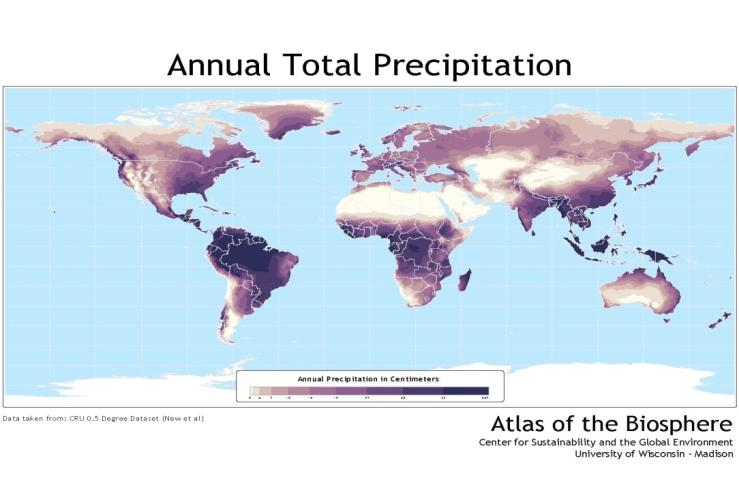 Annual Total Precipitation
Annual Precipitation in Centimeters
Data taken from: CRU 0.5 Degree Dataset (New et al)
Atlas of the Biosphere
Center for Sustainability and the Global Environment
University of Wisconsin - Madison